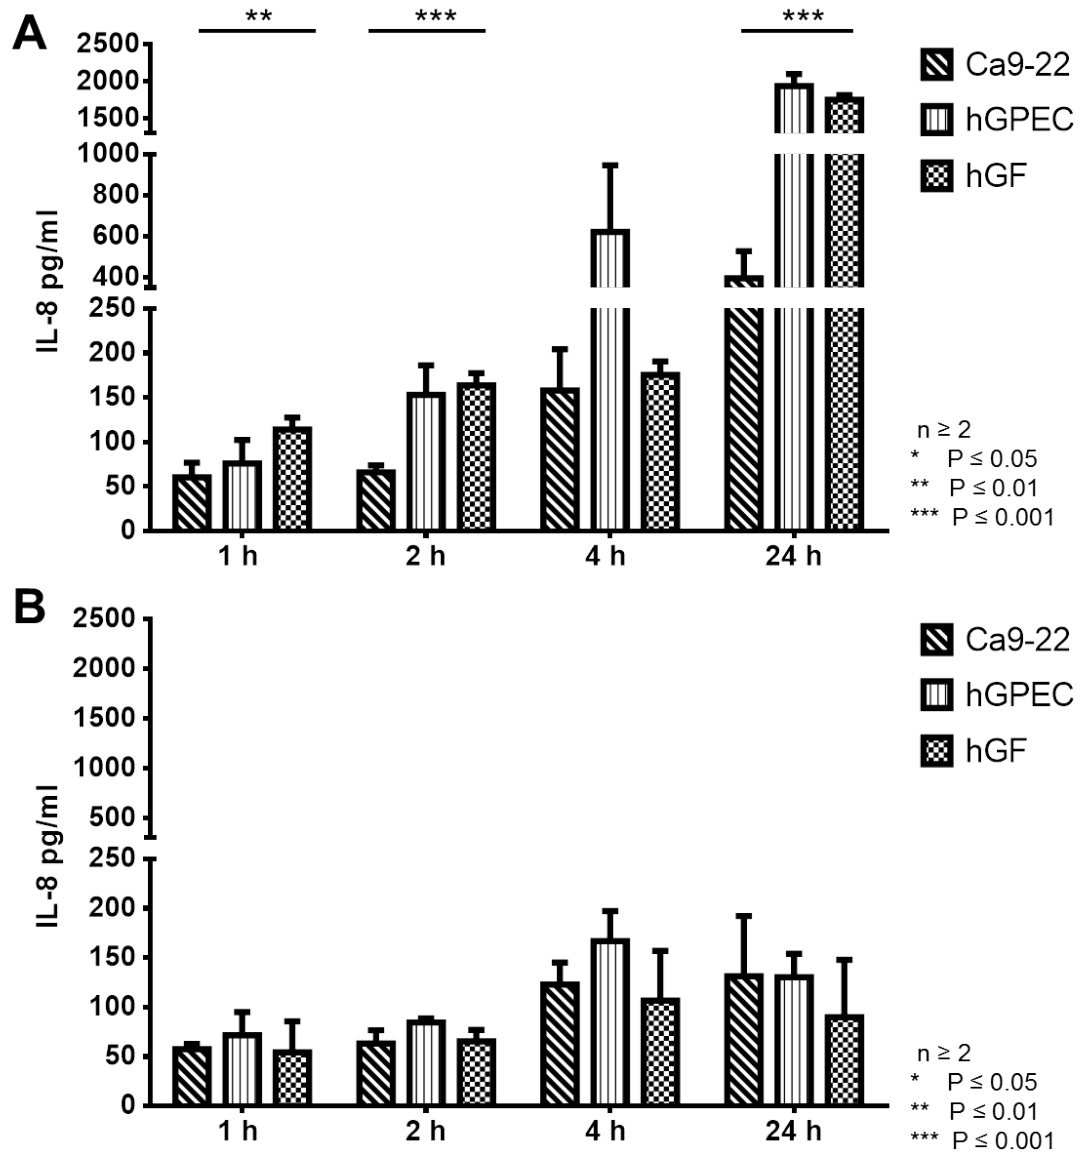 A
** *** ***
2500
2000
1500
1000
800
600
400
250
200
150
100
50
0
IL-8 pg/ml
1 h 2 h 4 h 24 h
Ca9-22
hGPEC
hGF
n ≥ 2
* P ≤ 0.05
** P ≤ 0.01
*** P ≤ 0.001
B
2500
2000
1500
1000
500
250
200
150
100
50
0
IL-8 pg/ml
1 h 2 h 4 h 24 h
Ca9-22
hGPEC
hGF
n ≥ 2
* P ≤ 0.05
** P ≤ 0.01
*** P ≤ 0.001